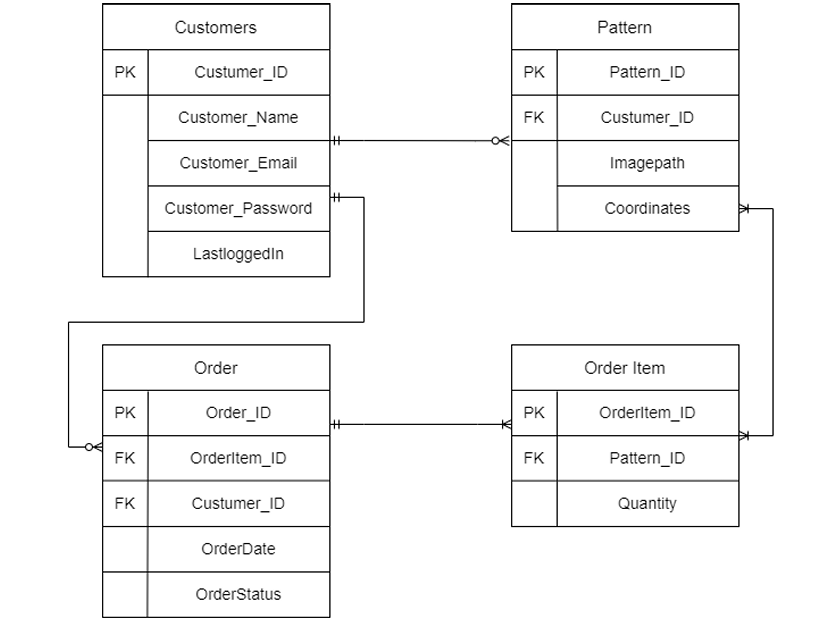 Customers
PK Custumer_ID
Customer_Name
Customer_Email
Customer_Password
LastloggedIn
Pattern
PK Pattern_ID
FK Custumer_ID
Imagepath
Coordinates
Order
PK Order_ID
FK OrderItem_ID
FK Custumer_ID
OrderDate
OrderStatus
Order Item
PK OrderItem_ID
FK Pattern_ID
Quantity